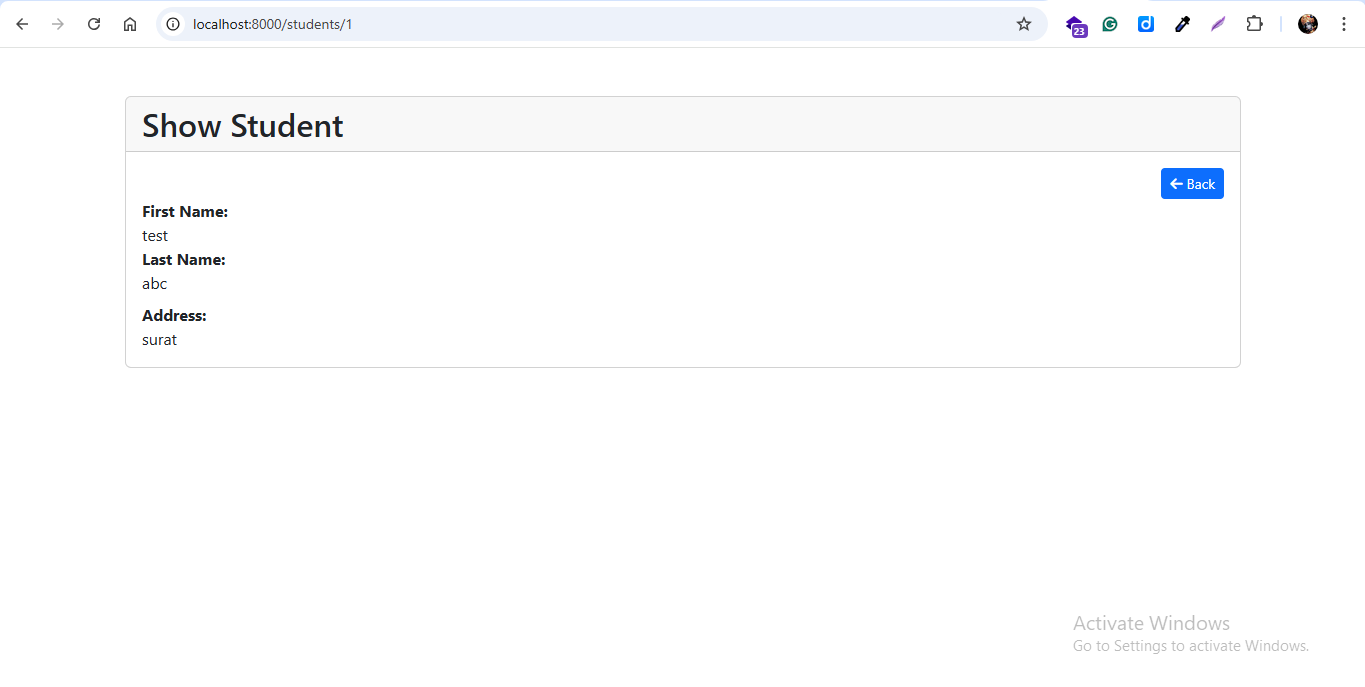 localhost:8000/students/1
23
Show Student
Back
First Name:
test
Last Name:
abc
Address:
surat
Activate Windows
Go to Settings to activate Windows.